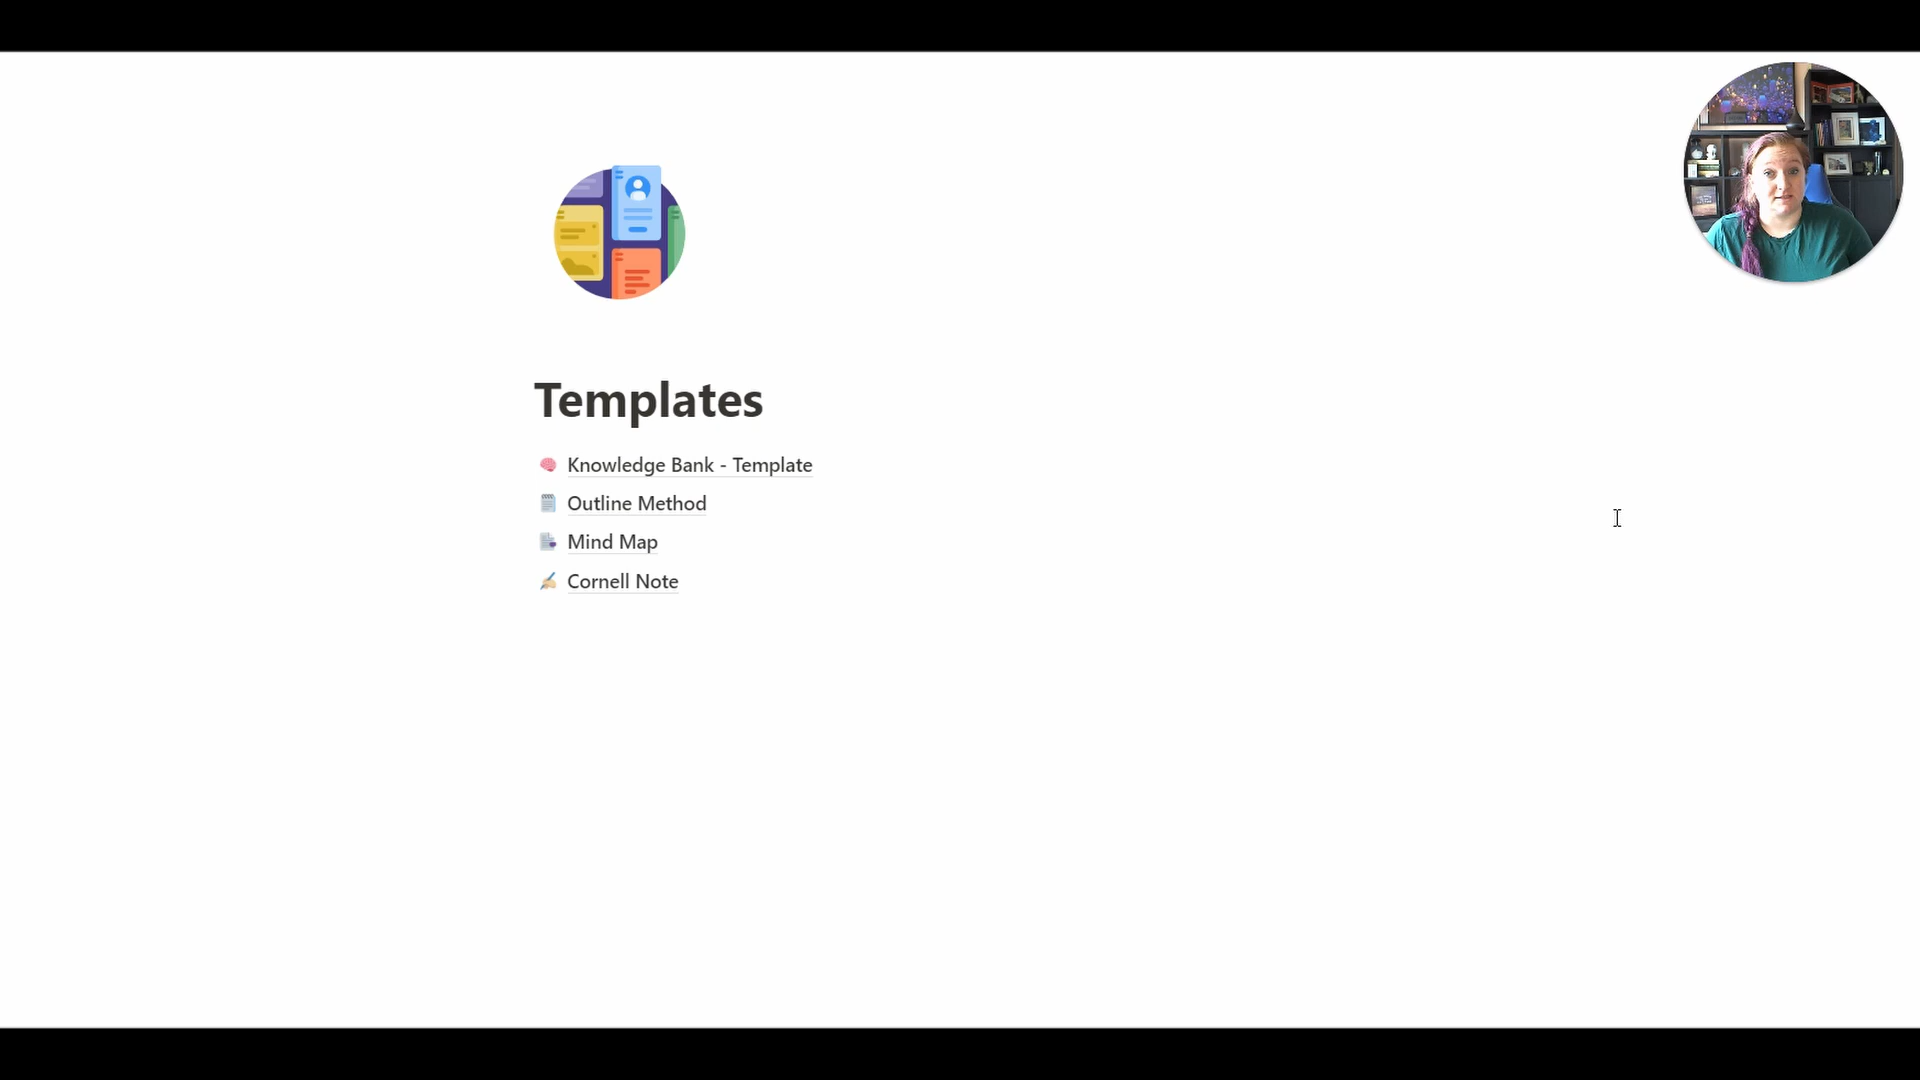 Templates
Knowledge Bank - Template
Outline Method
Mind Map
Cornell Note